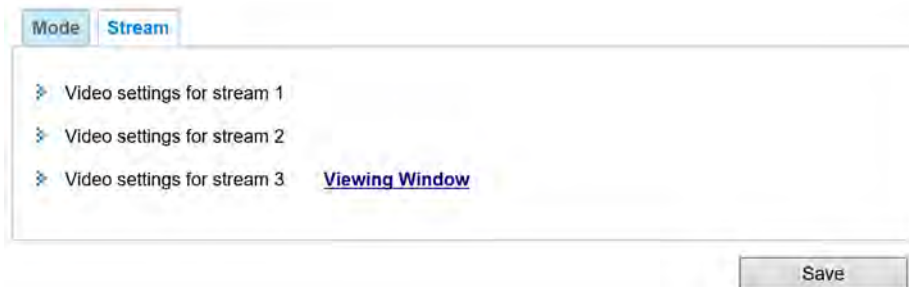 Mode Stream
Video settings for stream 1
Video settings for stream 2
Video settings for stream 3 Viewing Window
Save